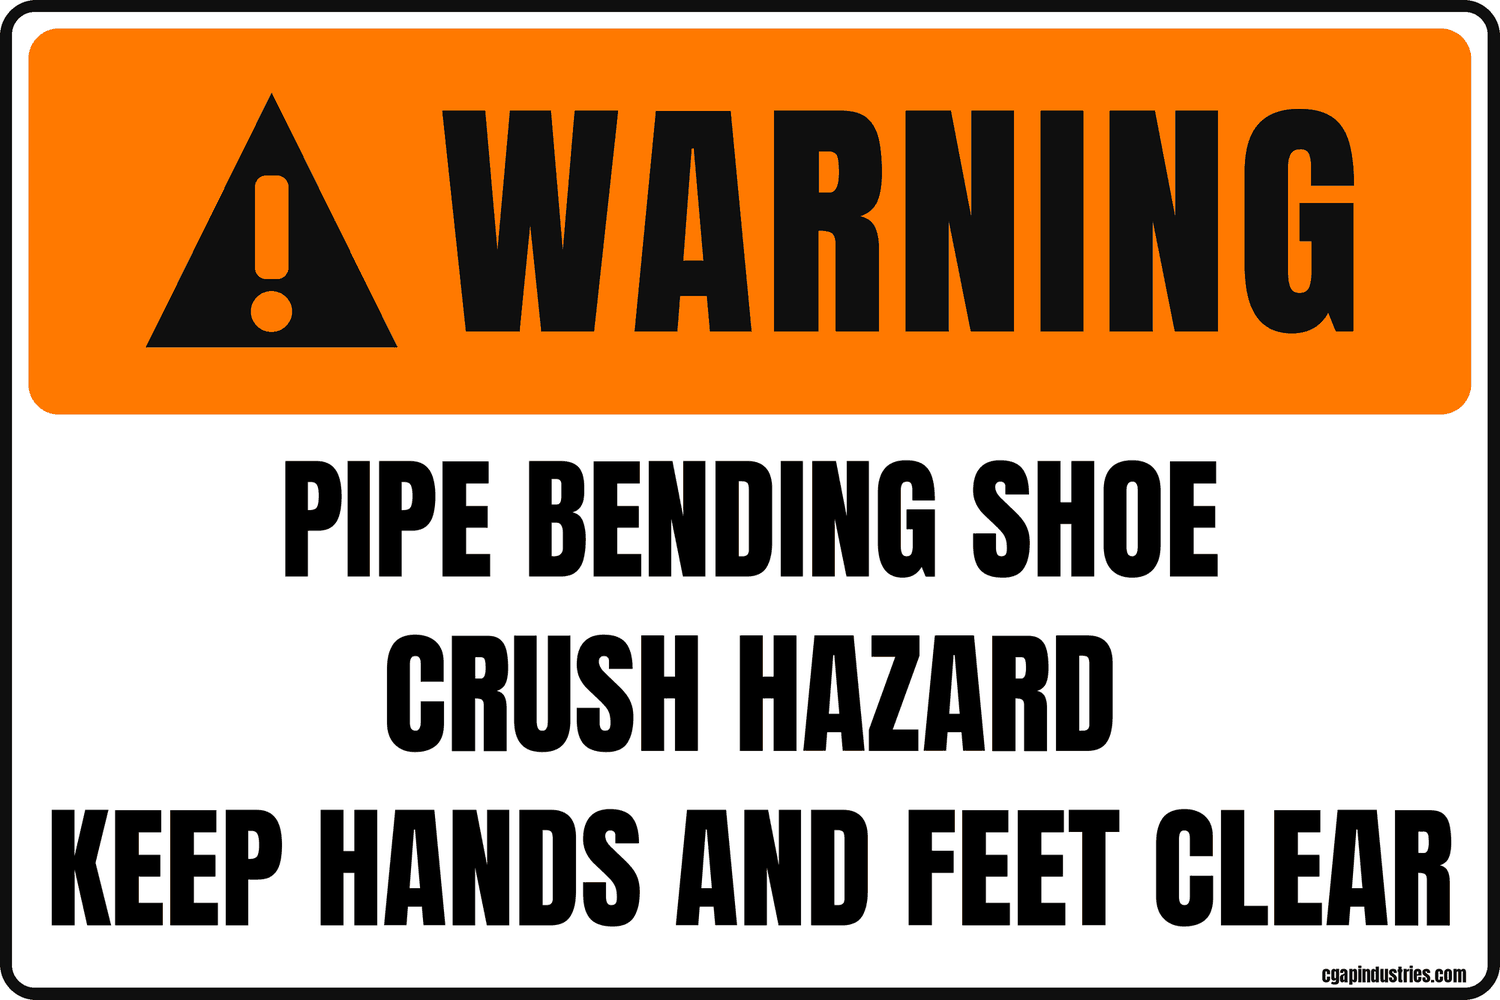 WARNING
PIPE BENDING SHOE
CRUSH HAZARD
KEEP HANDS AND FEET CLEAR
cgapindustries.com